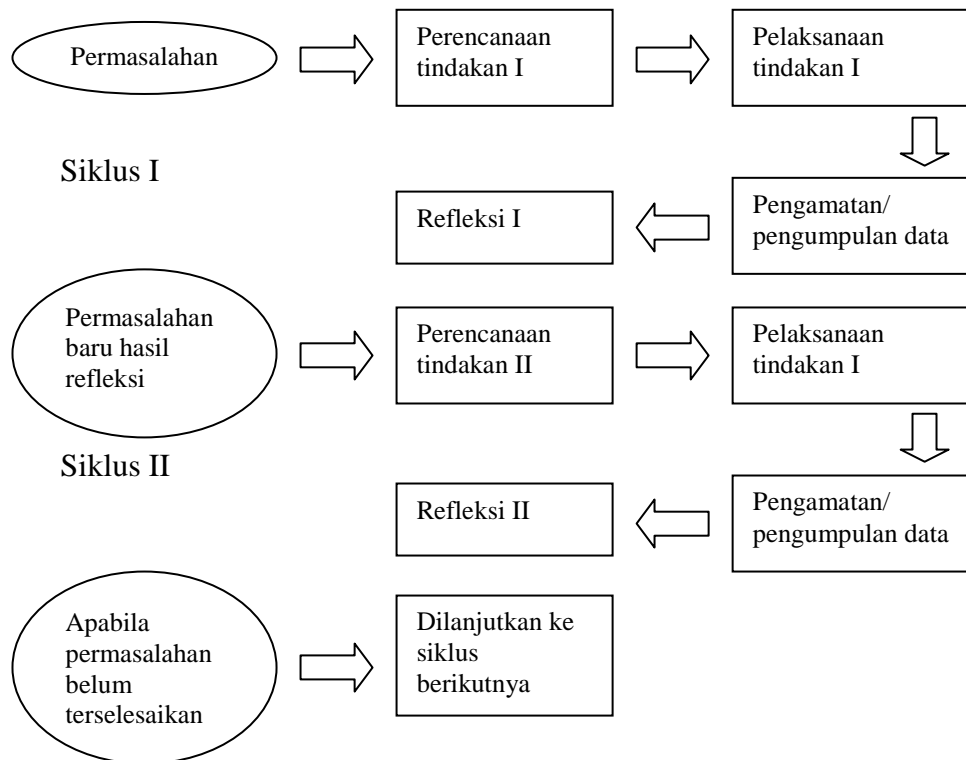 Permasalahan
Perencanaan
tindakan I
Pelaksanaan
tindakan I
Siklus I
Refleksi I
Pengamatan/
pengumpulan data
Permasalahan
baru hasil
refleksi
Perencanaan
tindakan II
Pelaksanaan
tindakan I
Siklus II
Refleksi II
Pengamatan/
pengumpulan data
Apabila
permasalahan
belum
terselesaikan
Dilanjutkan ke
siklus
berikutnya